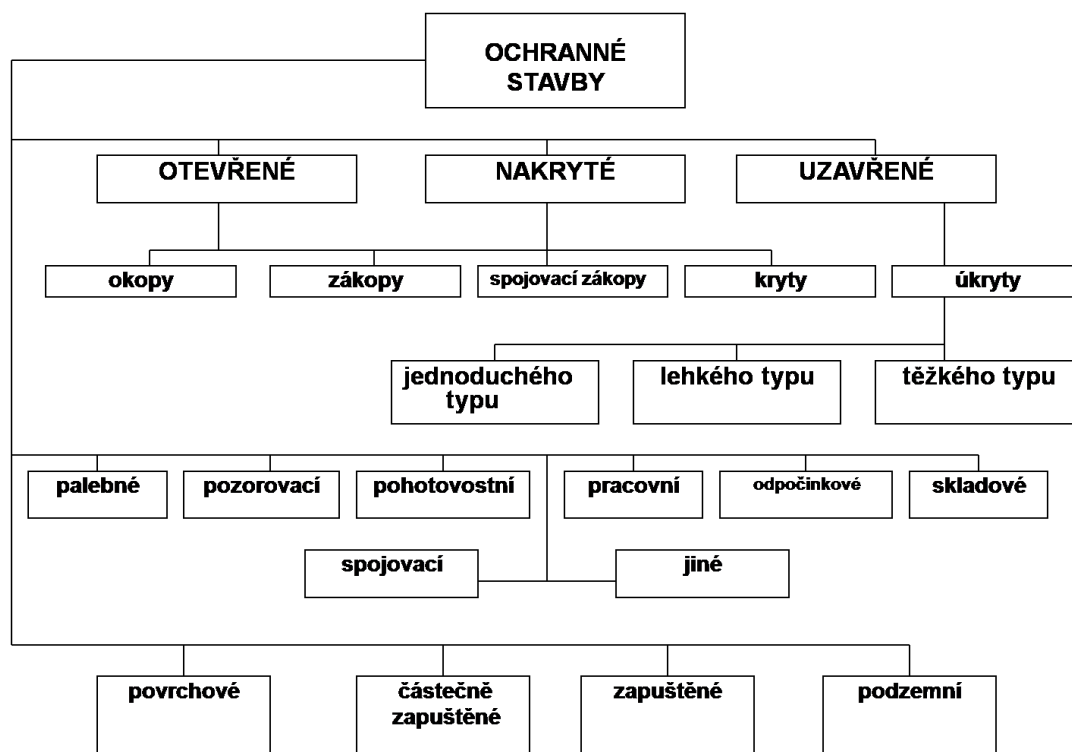 OCHRANNÉ
STAVBY
OTEVŘENÉ
NAKRYTÉ
UZAVŘENÉ
okopy
zákopy
spojovací zákopy
kryty
úkryty
jednoduchého
typu
lehkého typu
těžkého typu
palebné
pozorovací
pohotovostní
pracovní
odpočinkové
skladové
spojovací
jiné
povrchové
částečně
zapuštěné
zapuštěné
podzemní